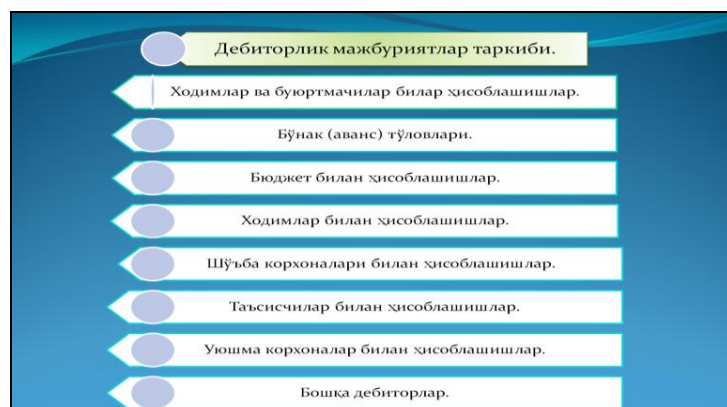 Дебиторлик мажбуриятлар таркиби.
Ходимлар ва буюртмачилар билар ҳисоблашишлар.
Бўнак (аванс) тўловлари.
Бюджет билан ҳисоблашишлар.
Ходимлар билан ҳисоблашишлар.
Шўъба корхоналари билан ҳисоблашишлар.
Таъсисчилар билан ҳисоблашишлар.
Уюшма корхоналар билан ҳисоблашишлар.
Бошқа дебиторлар.